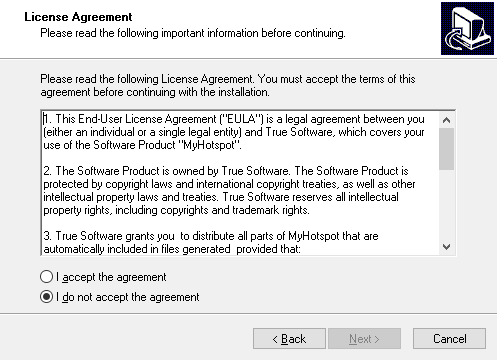 License Agreement
Please read the following important information before continuing.
Please read the following License Agreement. You must accept the terms of this
agreement before continuing with the installation.
1. This End-User License Agreement ("EULA") is a legal agreement between you
(either an individual or a single legal entity) and True Software, which covers your
use of the Software Product "MyHotspot".
2. The Software Product is owned by True Software. The Software Product is
protected by copyright laws and international copyright treaties, as well as other
intellectual property laws and treaties. True Software reserves all intellectual
property rights, including copyrights and trademark rights.
3. True Software grants you  to distribute all parts of MyHotspot that are
automatically included in files generated  provided that:
I accept the agreement
I do not accept the agreement
< Back
Next >
Cancel